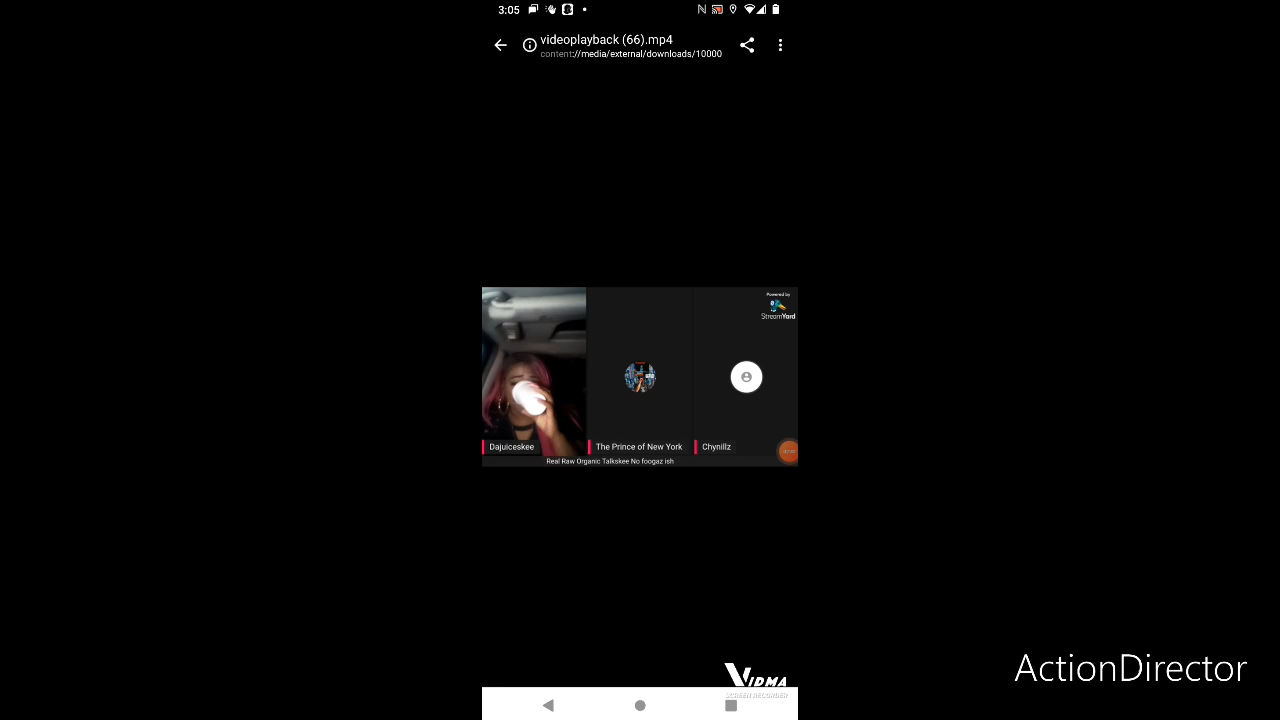 3:05
videoplayback (66).mp4
content://media/external/downloads/10000
Powered by
StreamYard
Dajuiceskee
The Prince of New York
Chynillz
Real Raw Organic Talkskee No foogaz ish
ActionDirector
VIDMA
SCREEN RECORDER